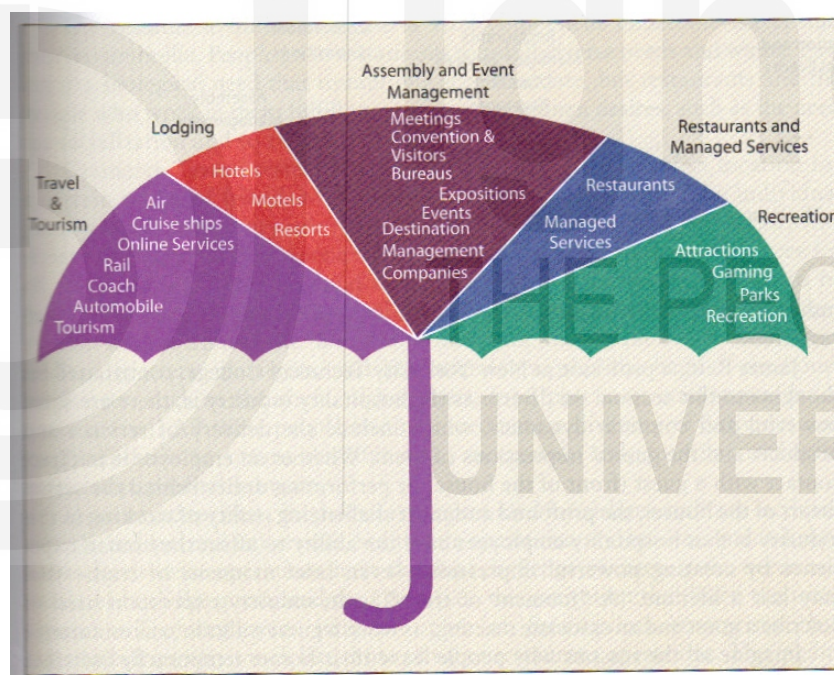 Assembly and Event
Management
Lodging
Restaurants and
Managed Services
Travel
&
Tourism
Recreation
Air
Cruise ships
Online Services
Rail
Coach
Automobile
Tourism
Hotels
Motels
Resorts
Meetings
Convention &
Visitors
Bureaus
Expositions
Events
Destination
Management
Companies
Restaurants
Managed
Services
Attractions
Gaming
Parks
Recreation
THE PEO
UNIVER